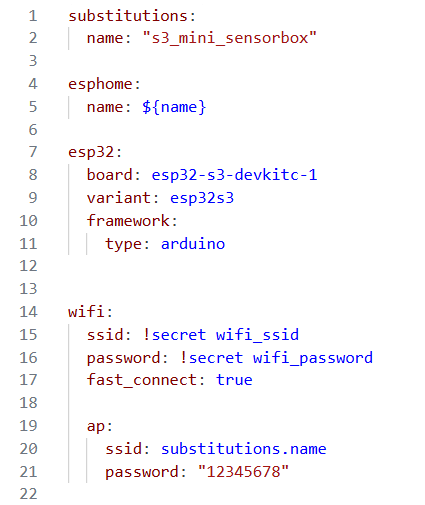 1 substitutions:
2   name: "s3_mini_sensorbox"
3
4 esphome:
5   name: ${name}
6
7 esp32:
8   board: esp32-s3-devkitc-1
9   variant: esp32s3
10   framework:
11     type: arduino
12
13
14 wifi:
15   ssid: !secret wifi_ssid
16   password: !secret wifi_password
17   fast_connect: true
18
19   ap:
20     ssid: substitutions.name
21     password: "12345678"
22